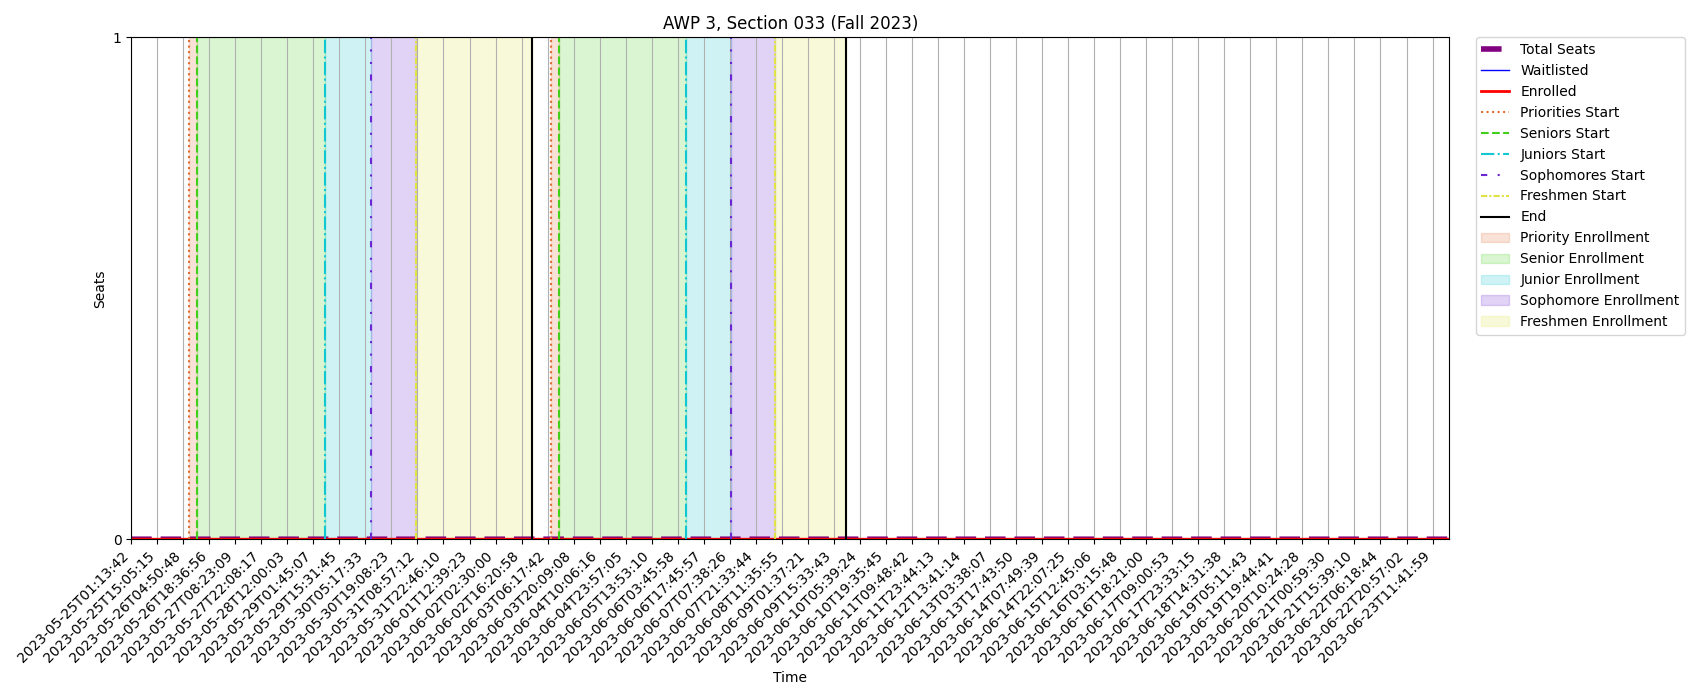 AWP 3, Section 033 (Fall 2023)
1
0
Seats
2023-05-25T01:13:42
2023-05-25T15:05:15
2023-05-26T04:50:48
2023-05-26T18:36:56
2023-05-27T08:23:09
2023-05-27T22:08:17
2023-05-28T12:00:03
2023-05-29T01:45:07
2023-05-29T15:31:45
2023-05-30T05:17:33
2023-05-30T19:08:23
2023-05-31T08:57:12
2023-05-31T22:46:10
2023-06-01T12:39:23
2023-06-02T02:30:00
2023-06-02T16:20:58
2023-06-03T06:17:42
2023-06-03T20:09:08
2023-06-04T10:06:16
2023-06-04T23:57:05
2023-06-05T13:53:10
2023-06-06T03:45:58
2023-06-06T17:45:57
2023-06-07T07:38:26
2023-06-07T21:33:44
2023-06-08T11:35:55
2023-06-09T01:37:21
2023-06-09T15:33:43
2023-06-10T05:39:24
2023-06-10T19:35:45
2023-06-11T09:48:42
2023-06-11T23:44:13
2023-06-12T13:41:14
2023-06-13T03:38:07
2023-06-13T17:43:50
2023-06-14T07:49:39
2023-06-14T22:07:25
2023-06-15T12:45:06
2023-06-16T03:15:48
2023-06-16T18:21:00
2023-06-17T09:00:53
2023-06-17T23:33:15
2023-06-18T14:31:38
2023-06-19T05:11:43
2023-06-19T19:44:41
2023-06-20T10:24:28
2023-06-21T00:59:30
2023-06-21T15:39:10
2023-06-22T06:18:44
2023-06-22T20:57:02
2023-06-23T11:41:59
Time
Total Seats
Waitlisted
Enrolled
Priorities Start
Seniors Start
Juniors Start
Sophomores Start
Freshmen Start
End
Priority Enrollment
Senior Enrollment
Junior Enrollment
Sophomore Enrollment
Freshmen Enrollment